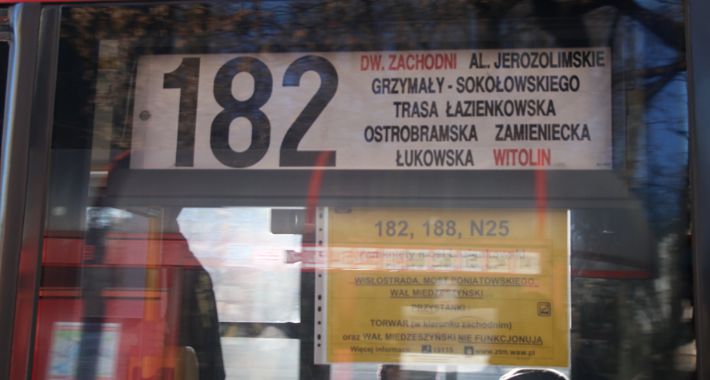 182
DW. ZACHODNI AL. JEROZOLIMSKIE
GRZYMAŁY - SOKOŁOWSKIEGO
TRASA ŁAZIENKOWSKA
OSTROBRAMSKA ZAMIENIECKA
ŁUKOWSKA WITOLIN
182, 188, N25
WISŁOSTRADA, MOST PONIATOWSKIEGO,
WAŁ MIEDZESZYŃSKI
PRZYSTANKI :
TORWAR (w kierunku zachodnim)
oraz WAŁ MIEDZESZYŃSKI NIE FUNKCJONUJĄ
Więcej informacji www.ztm.waw.pl